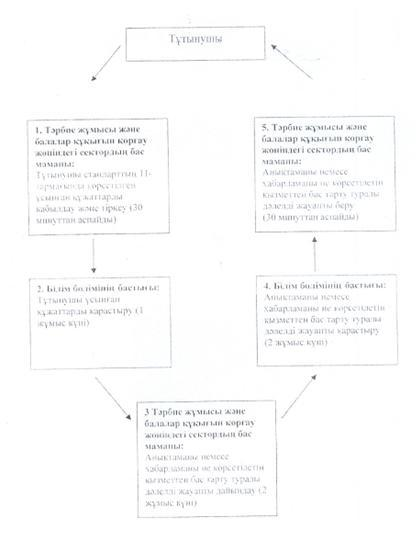 Тұтынушы
1. Тәрбие жұмысы және
балалар құқығын қорғау
жөніндегі сектордың бас
маманы:
Тұтынушы стандарттың 11-
тармағында көрсетілген
ұсынған құжаттарды
қабылдау және тіркеу (30
минуттан аспайды)
2. Білім бөлімінің бастығы:
Тұтынушы ұсынған
құжаттарды қарастыру (1
жұмыс күні)
3 Тәрбие жұмысы және
балалар құқығын қорғау
жөніндегі сектордың бас
маманы:
Анықтаманы немесе
хабарламаны не көрсетілетін
қызметтен бас тарту туралы
дәлелді жауапты дайындау (2
жұмыс күні)
4. Білім бөлімінің бастығы:
Анықтаманы немесе
хабарламаны не көрсетілетін
қызметтен бас тарту туралы
дәлелді жауапты қарастыру
(2 жұмыс күні)
5. Тәрбие жұмысы және
балалар құқығын қорғау
жөніндегі сектордың бас
маманы:
Анықтаманы немесе
хабарламаны не көрсетілетін
қызметтен бас тарту туралы
дәлелді жауапты беру
(30 минуттан аспайды)